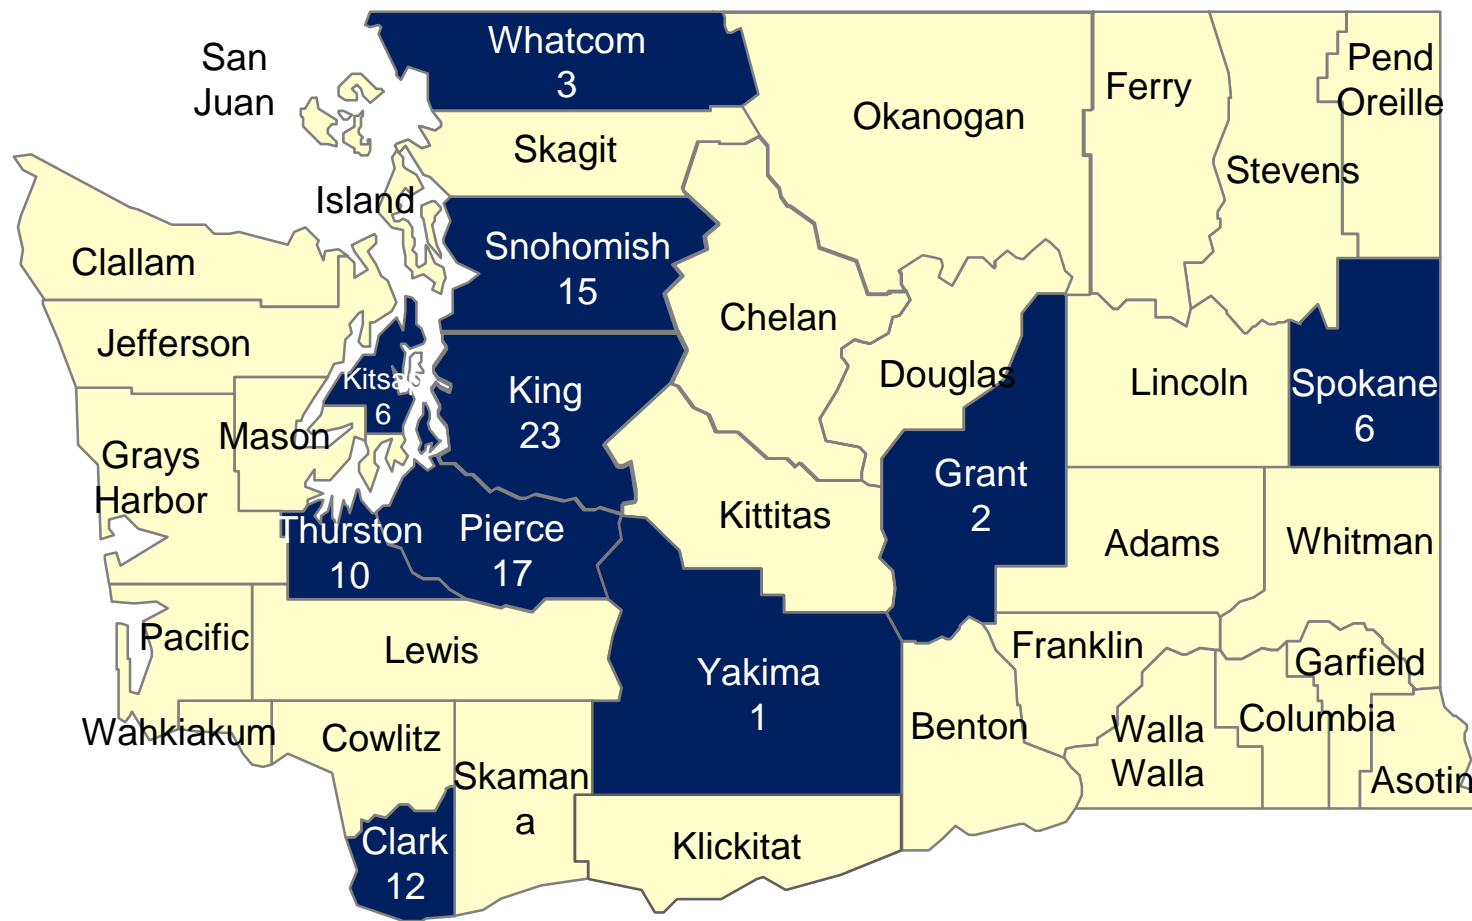 Whatcom
3
San
Juan
Skagit
Island
Okanogan
Ferry
Pend
Oreille
Stevens
Clallam
Snohomish
15
Chelan
Jefferson
Douglas
Lincoln
Spokane
6
Kitsap
6
King
23
Mason
Grays
Harbor
Grant
2
Kittitas
Thurston
10
Pierce
17
Adams
Whitman
Pacific
Lewis
Yakima
1
Franklin
Garfield
Wahkiakum
Cowlitz
Benton
Walla
Walla
Columbia
Asotin
Skaman
a
Clark
12
Klickitat